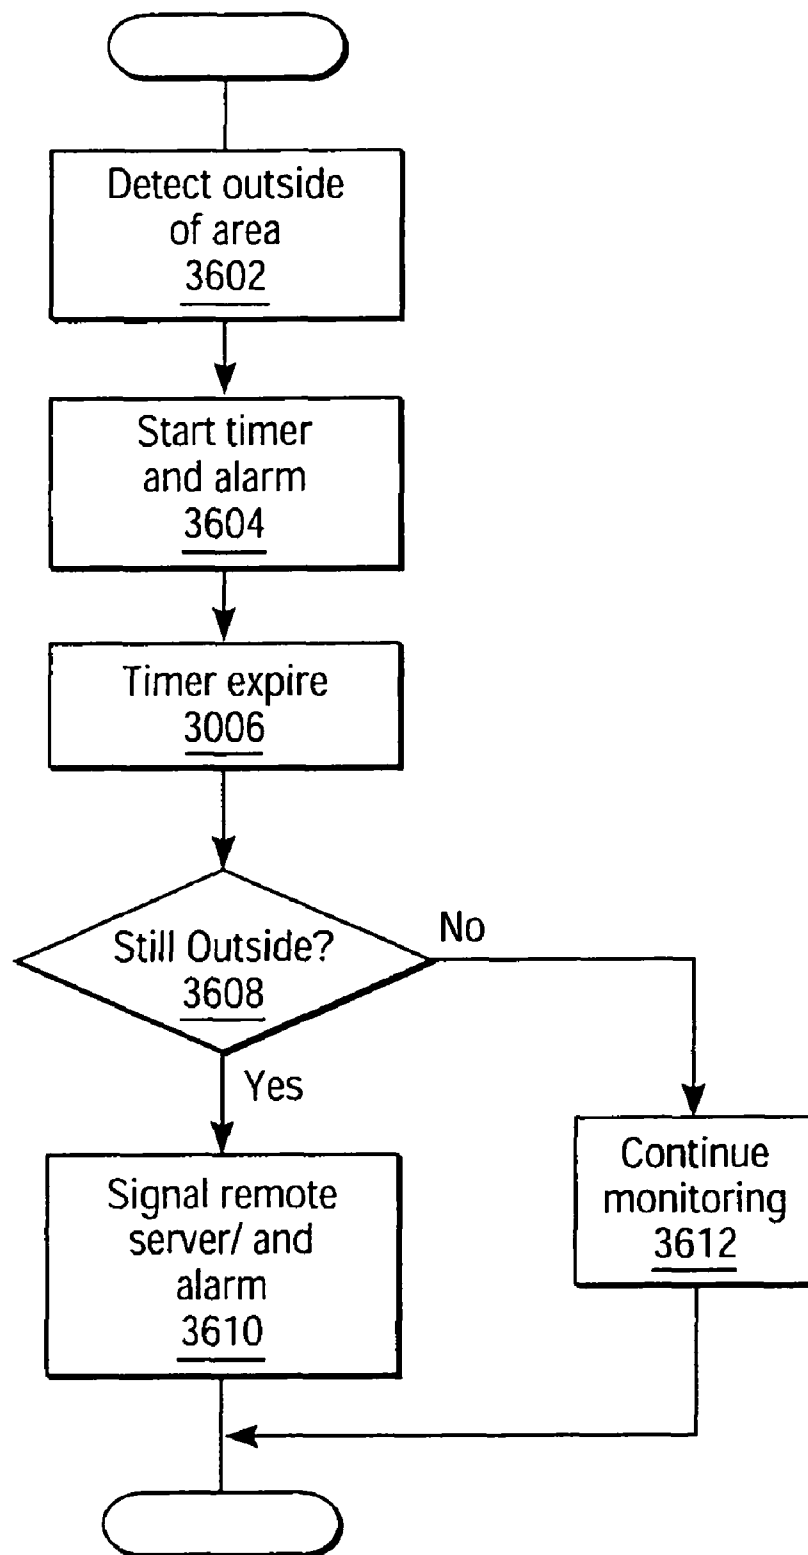 Detect outside
of area
3602
Start timer
and alarm
3604
Timer expire
3006
Still Outside?
3608
No
Yes
Signal remote
server/ and
alarm
3610
Continue
monitoring
3612